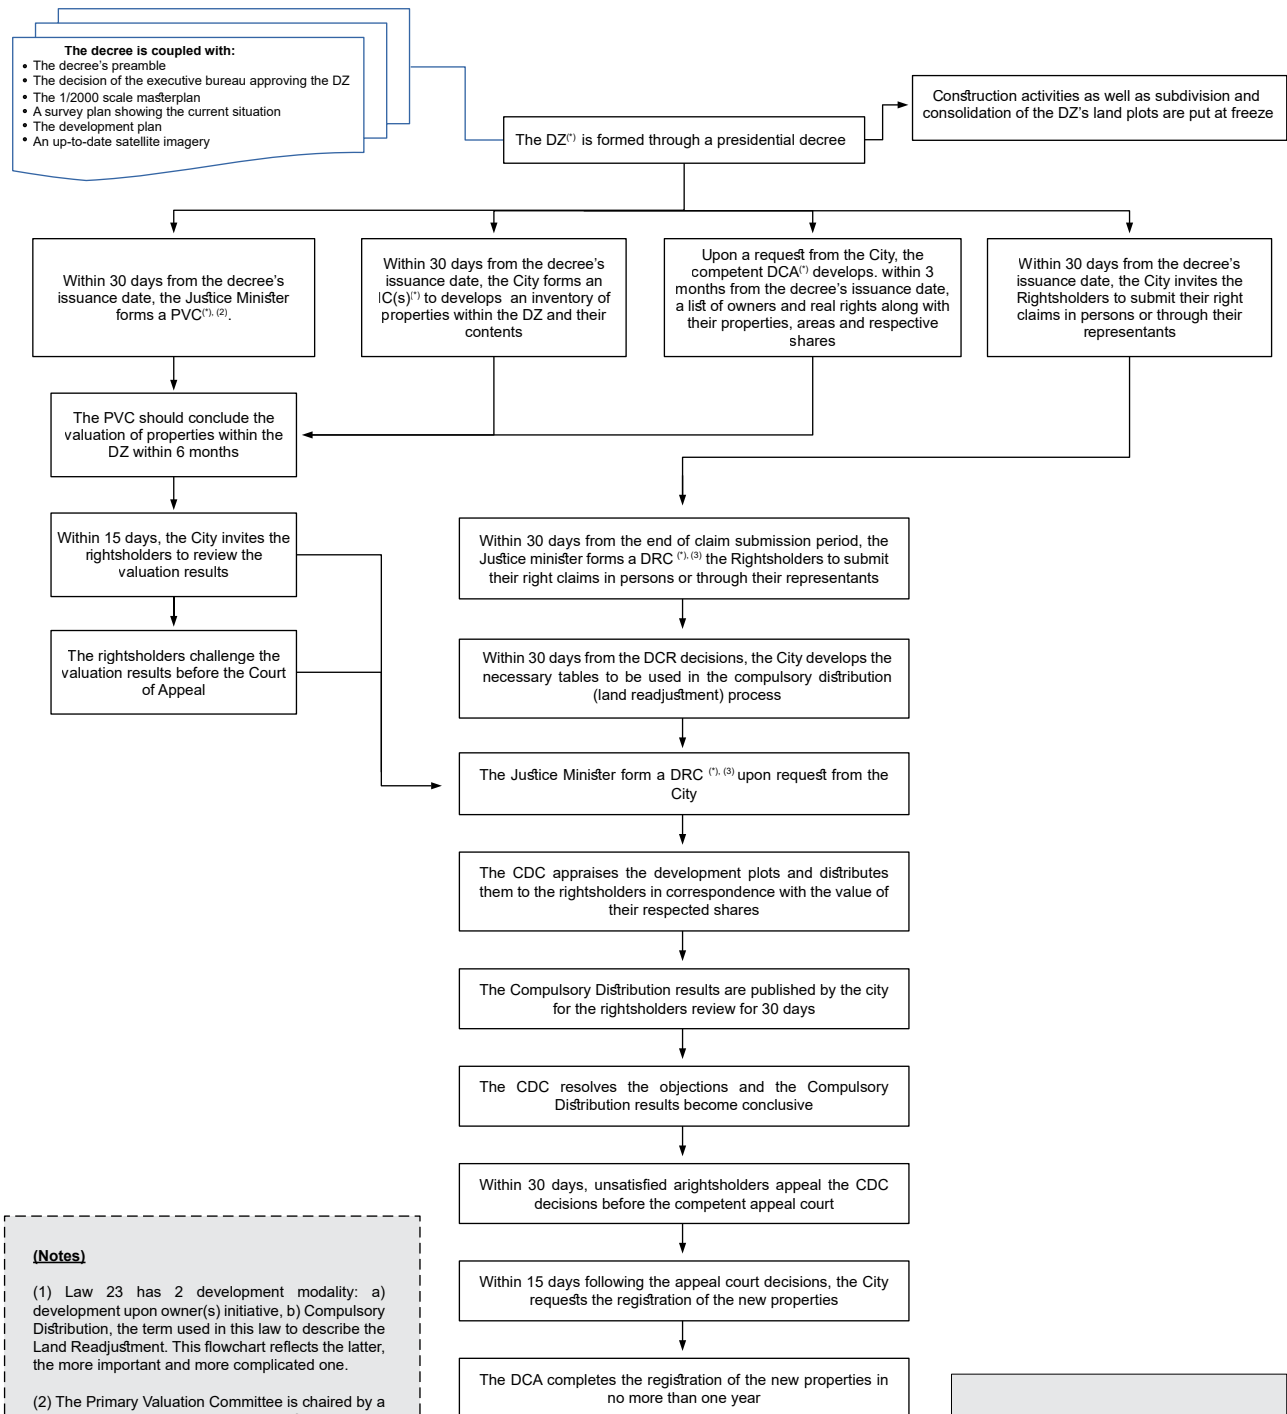 The decree is coupled with:
• The decree's preamble
• The decision of the executive bureau approving the DZ
• The 1/2000 scale masterplan
• A survey plan showing the current situation
• The development plan
• An up-to-date satellite imagery
The DZ(*) is formed through a presidential decree
Construction activities as well as subdivision and
consolidation of the DZ's land plots are put at freeze
Within 30 days from the decree's
issuance date, the Justice Minister
forms a PVC(*), (2).
Within 30 days from the decree's
issuance date, the City forms an
IC(s)(*) to develops an inventory of
properties within the DZ and their
contents
Upon a request from the City, the
competent DCA(*) develops. within 3
months from the decree's issuance date,
a list of owners and real rights along with
their properties, areas and respective
shares
Within 30 days from the decree's
issuance date, the City invites the
Rightsholders to submit their right
claims in persons or through their
representants
The PVC should conclude the
valuation of properties within the
DZ within 6 months
Within 15 days, the City invites the
rightsholders to review the
valuation results
The rightsholders challenge the
valuation results before the Court
of Appeal
Within 30 days from the end of claim submission period, the
Justice minister forms a DRC (*), (3) the Rightsholders to submit
their right claims in persons or through their representants
Within 30 days from the DCR decisions, the City develops the
necessary tables to be used in the compulsory distribution
(land readjustment) process
The Justice Minister form a DRC (*), (3) upon request from the
City
The CDC appraises the development plots and distributes
them to the rightsholders in correspondence with the value of
their respected shares
The Compulsory Distribution results are published by the city
for the rightsholders review for 30 days
The CDC resolves the objections and the Compulsory
Distribution results become conclusive
Within 30 days, unsatisfied arightsholders appeal the CDC
decisions before the competent appeal court
Within 15 days following the appeal court decisions, the City
requests the registration of the new properties
The DCA completes the registration of the new properties in
no more than one year
(Notes)
(1) Law 23 has 2 development modality: a)
development upon owner(s) initiative, b) Compulsory
Distribution, the term used in this law to describe the
Land Readjustment. This flowchart reflects the latter,
the more important and more complicated one.
(2) The Primary Valuation Committee is chaired by a